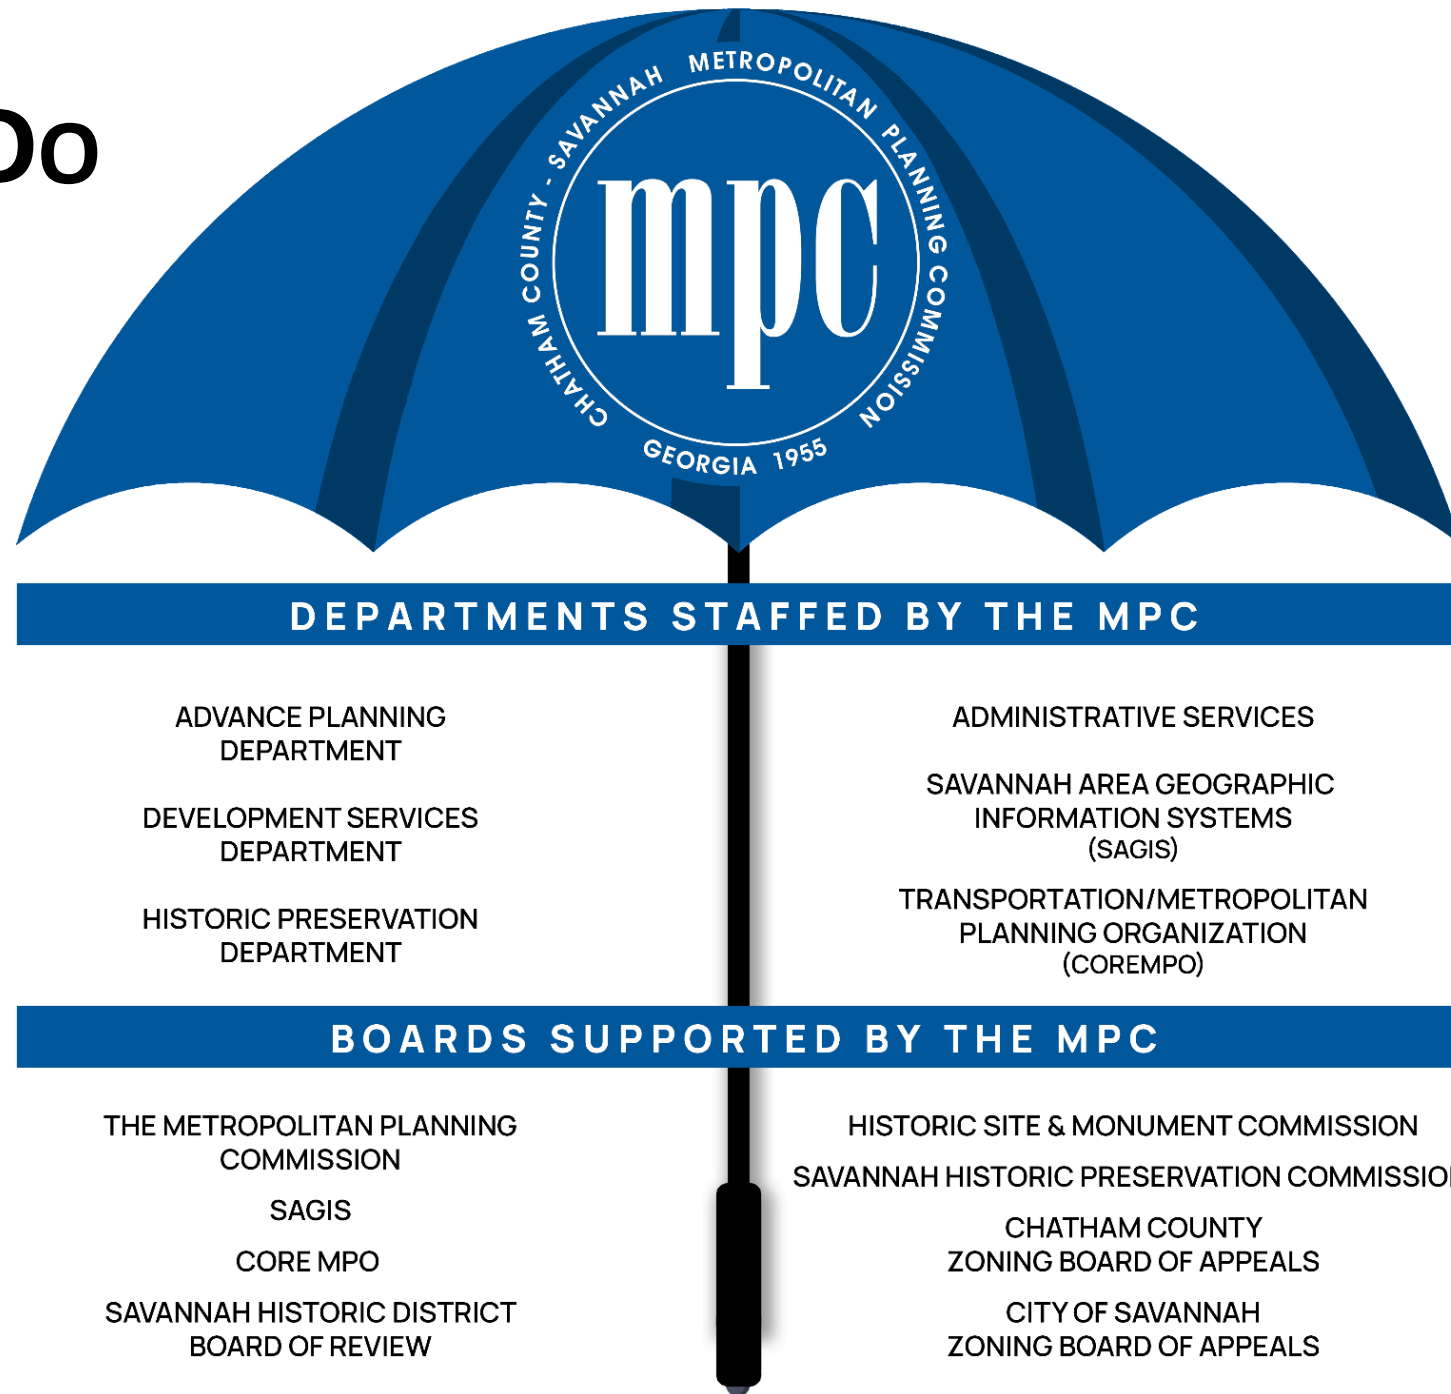 Do
CHATHAM COUNTY - SAVANNAH METROPOLITAN PLANNING COMMISSION
mpc
GEORGIA 1955
DEPARTMENTS STAFFED BY THE MPC
ADVANCE PLANNING
DEPARTMENT
DEVELOPMENT SERVICES
DEPARTMENT
HISTORIC PRESERVATION
DEPARTMENT
ADMINISTRATIVE SERVICES
SAVANNAH AREA GEOGRAPHIC
INFORMATION SYSTEMS
(SAGIS)
TRANSPORTATION/METROPOLITAN
PLANNING ORGANIZATION
(COREMPO)
BOARDS SUPPORTED BY THE MPC
THE METROPOLITAN PLANNING
COMMISSION
SAGIS
CORE MPO
SAVANNAH HISTORIC DISTRICT
BOARD OF REVIEW
HISTORIC SITE & MONUMENT COMMISSION
SAVANNAH HISTORIC PRESERVATION COMMISSION
CHATHAM COUNTY
ZONING BOARD OF APPEALS
CITY OF SAVANNAH
ZONING BOARD OF APPEALS